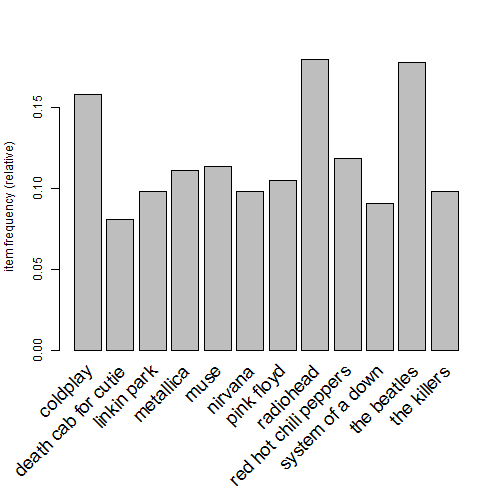 item frequency (relative)
0.15
0.10
0.05
0.00
coldplay
death cab for cutie
linkin park
metallica
muse
nirvana
pink floyd
radiohead
red hot chili peppers
system of a down
the beatles
the killers